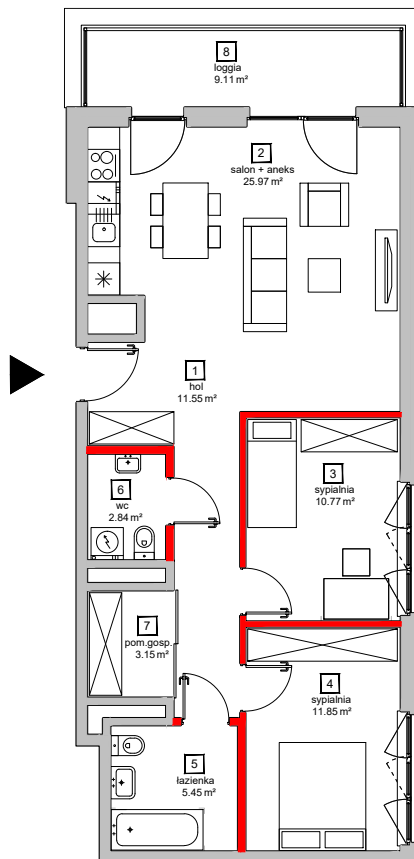 8
loggia
9.11 m²
2
salon + aneks
25.97 m²
1
hol
11.55 m²
3
sypialnia
10.77 m²
6
wc
2.84 m²
7
pom.gosp.
3.15 m²
4
sypialnia
11.85 m²
5
łazienka
5.45 m²